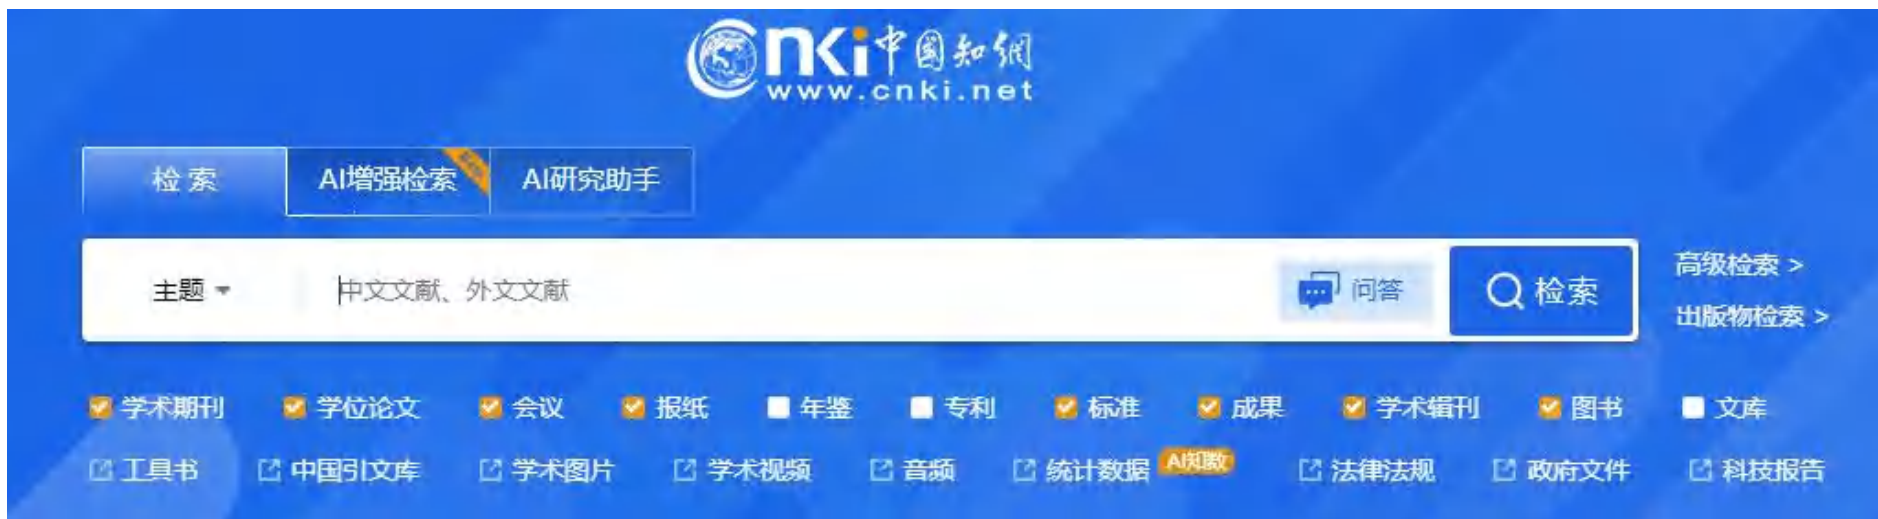 cnki中国知網
www.cnki.net
检索 AI增强检索 AI研究助手
主题 中文文献、外文文献 问答 检索
高级检索 >
出版物检索 >
学术期刊 学位论文 会议 报纸 年鉴 专利 标准 成果 学术辑刊 图书 文库
工具书 中国引文库 学术图片 学术视频 音频 统计数据 AI知数 法律法规 政府文件 科技报告